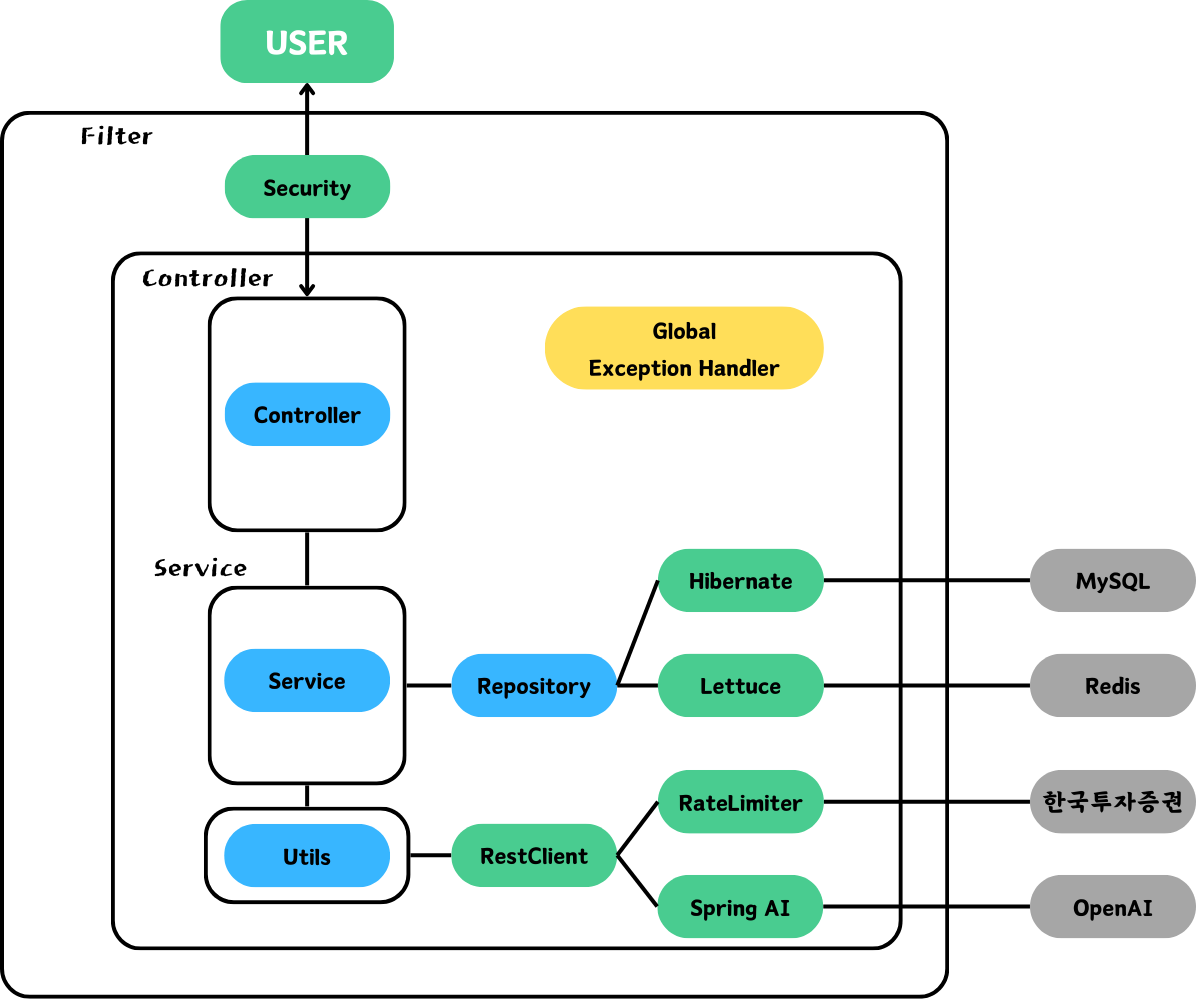 USER
Filter
Security
Controller
Global
Exception Handler
Controller
Service
Hibernate
MySQL
Service
Repository
Lettuce
Redis
RateLimiter
한국투자증권
Utils
RestClient
Spring AI
OpenAI